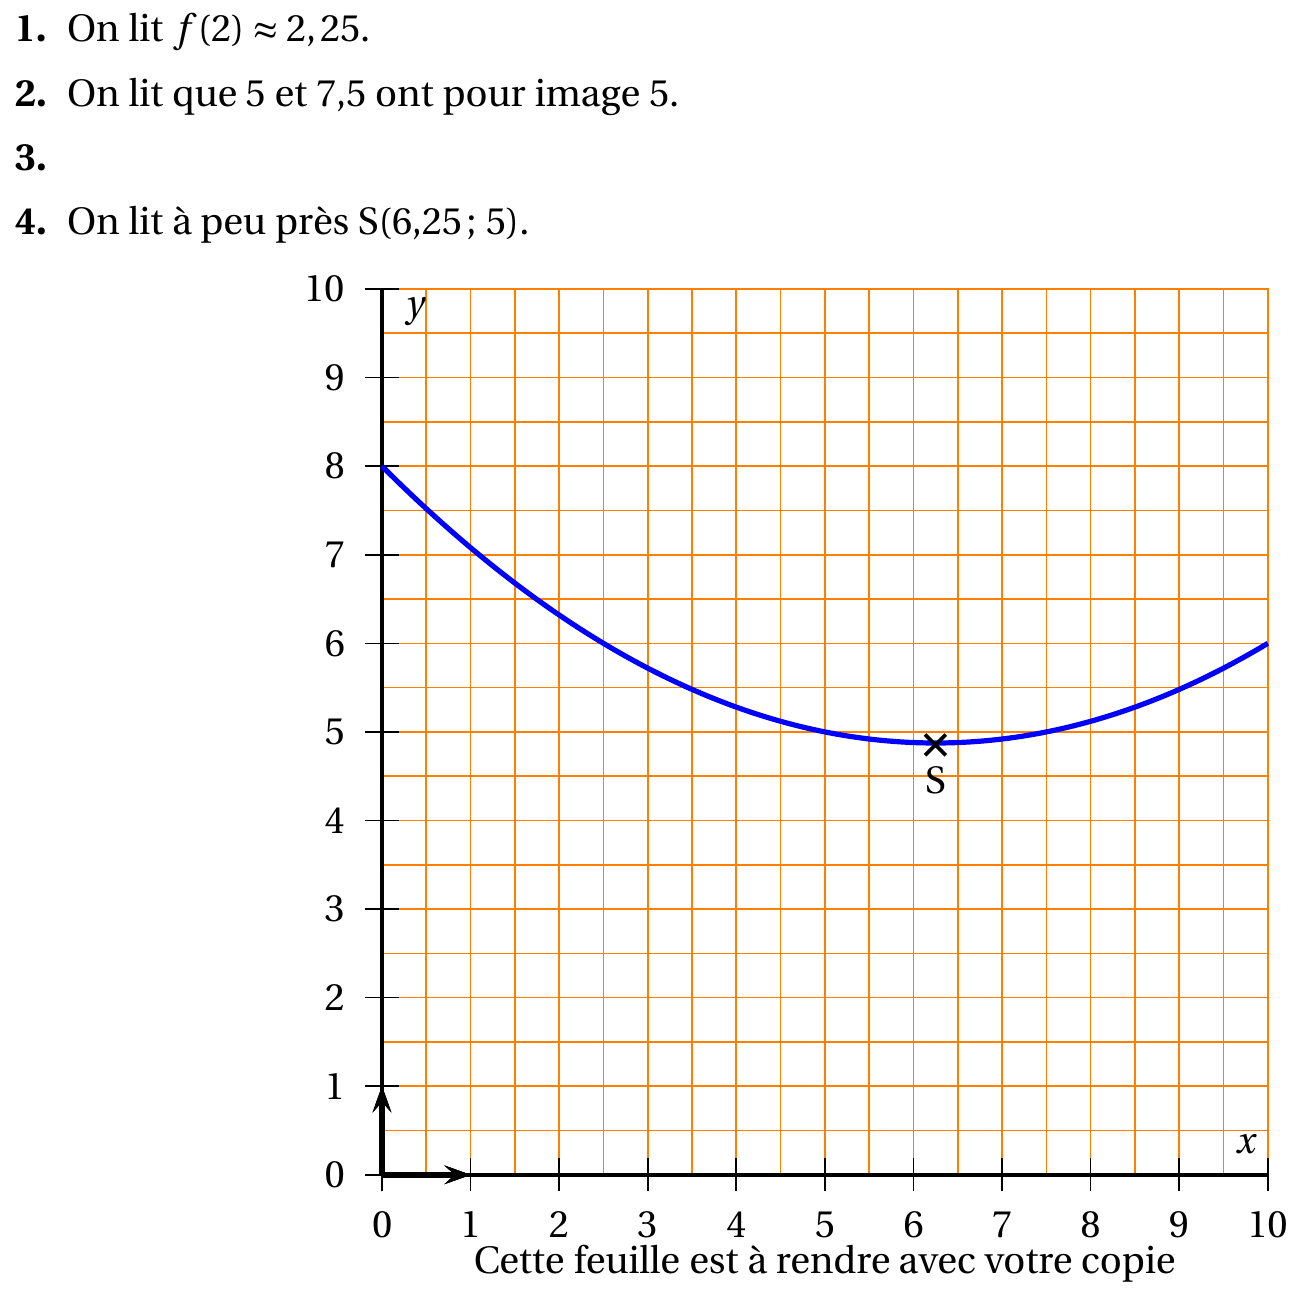 1. On lit f(2) ≈ 2,25.
2. On lit que 5 et 7,5 ont pour image 5.
3.
4. On lit à peu près S(6,25 ; 5).
10
y
9
8
7
6
5
S
4
3
2
1
x
0
0 1 2 3 4 5 6 7 8 9 10
Cette feuille est à rendre avec votre copie